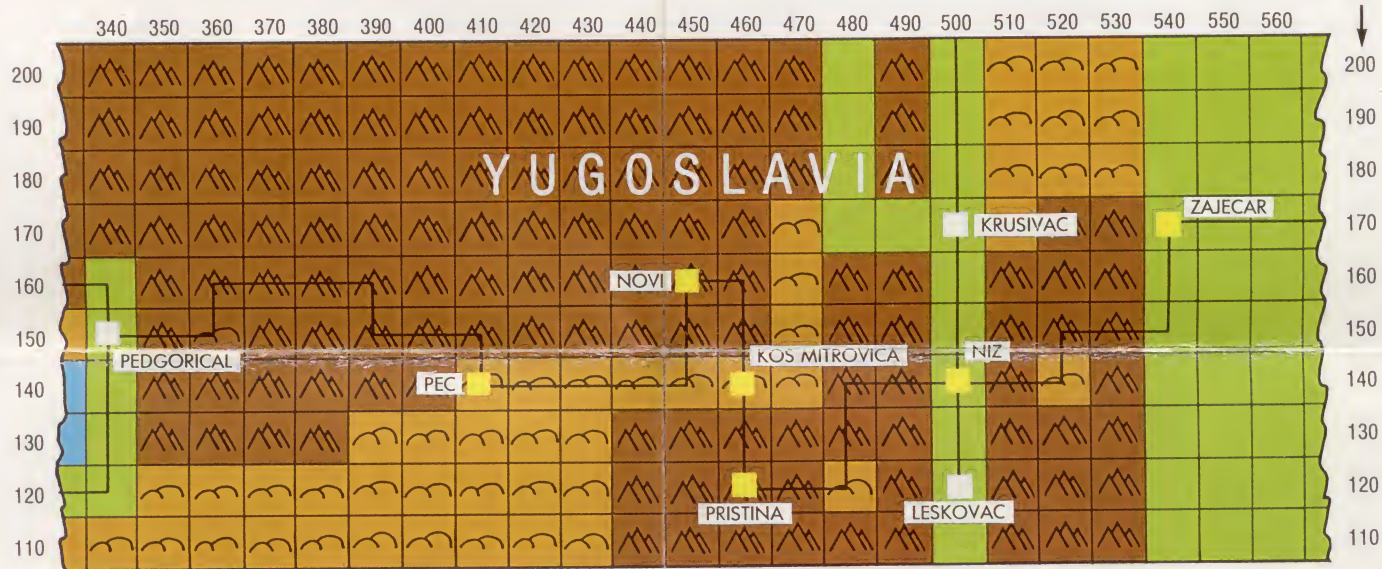 340 350 360 370 380 390 400 410 420 430 440 450 460 470 480 490 500 510 520 530 540 550 560
200 200
190 190
180 YUGOSLAVIA 180
170 KRUSIVAC ZAJECAR 170
160 NOVI 160
150 PEDGORICAL KOS MITROVICA NIZ 150
140 PEC 140
130 130
120 PRISTINA LESKOVAC 120
110 110